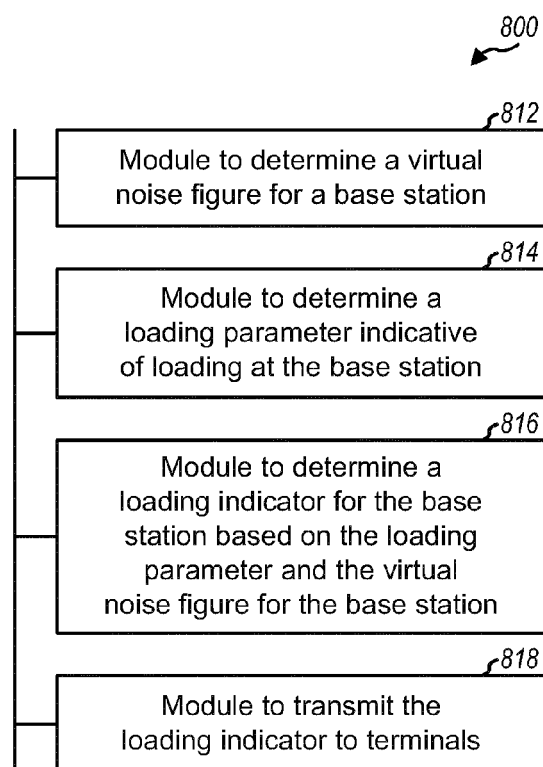 800
812
Module to determine a virtual
noise figure for a base station
814
Module to determine a
loading parameter indicative
of loading at the base station
816
Module to determine a
loading indicator for the base
station based on the loading
parameter and the virtual
noise figure for the base station
818
Module to transmit the
loading indicator to terminals